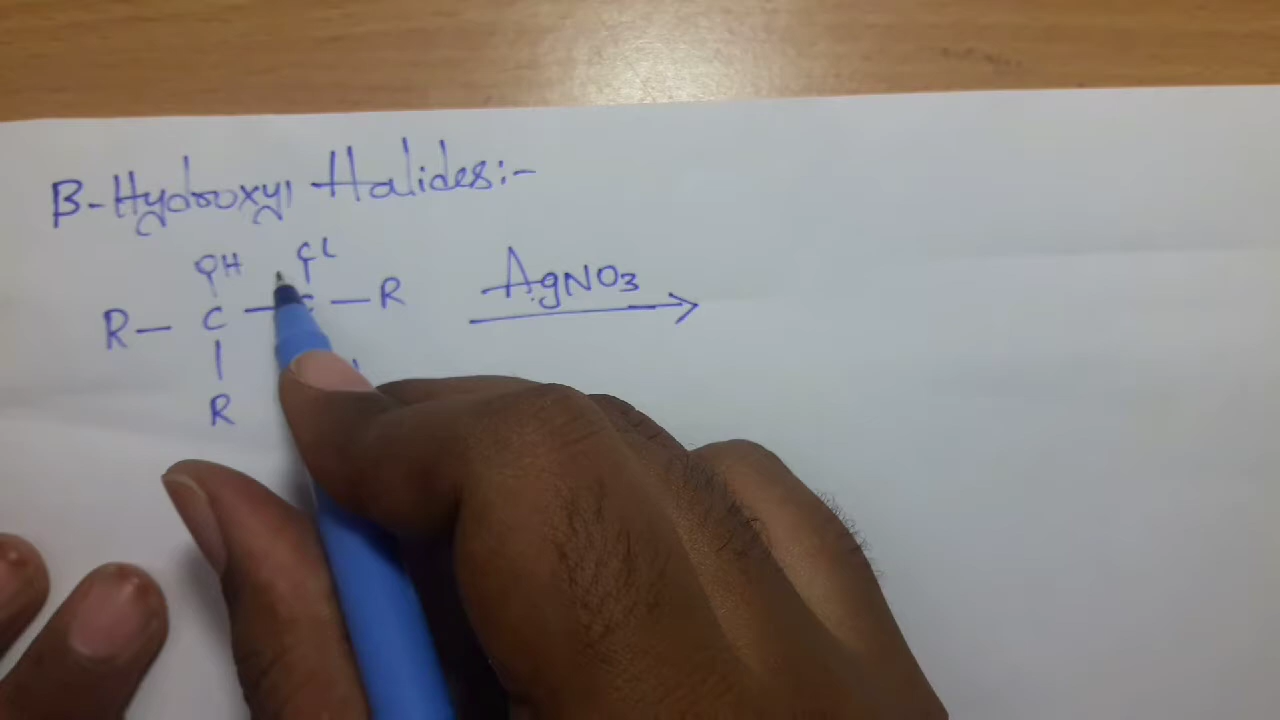 B-Hydroxyl Halides:-
OH Cl
R- C - C -R AgNO3
R